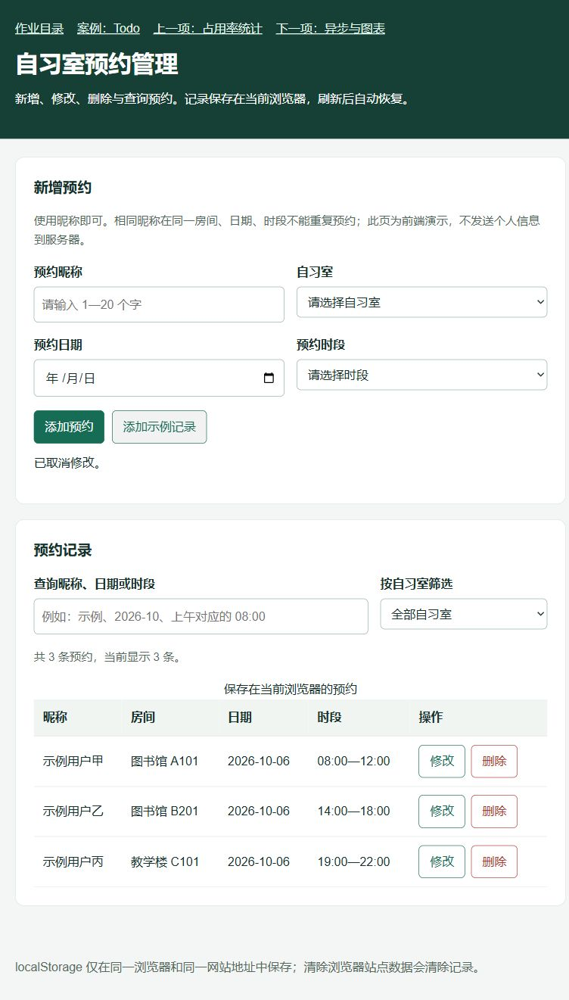 作业目录 案例：Todo 上一项：占用率统计 下一项：异步与图表
自习室预约管理
新增、修改、删除与查询预约。记录保存在当前浏览器，刷新后自动恢复。
新增预约
使用昵称即可。相同昵称在同一房间、日期、时段不能重复预约；此页为前端演示，不发送个人信息
到服务器。
预约昵称 自习室
请输入 1—20 个字 请选择自习室
预约日期 预约时段
年 /月/日 请选择时段
添加预约 添加示例记录
已取消修改。
预约记录
查询昵称、日期或时段 按自习室筛选
例如：示例、2026-10、上午对应的 08:00 全部自习室
共 3 条预约，当前显示 3 条。
保存在当前浏览器的预约
昵称 房间 日期 时段 操作
示例用户甲 图书馆 A101 2026-10-06 08:00—12:00 修改 删除
示例用户乙 图书馆 B201 2026-10-06 14:00—18:00 修改 删除
示例用户丙 教学楼 C101 2026-10-06 19:00—22:00 修改 删除
localStorage 仅在同一浏览器和同一网站地址中保存；清除浏览器站点数据会清除记录。